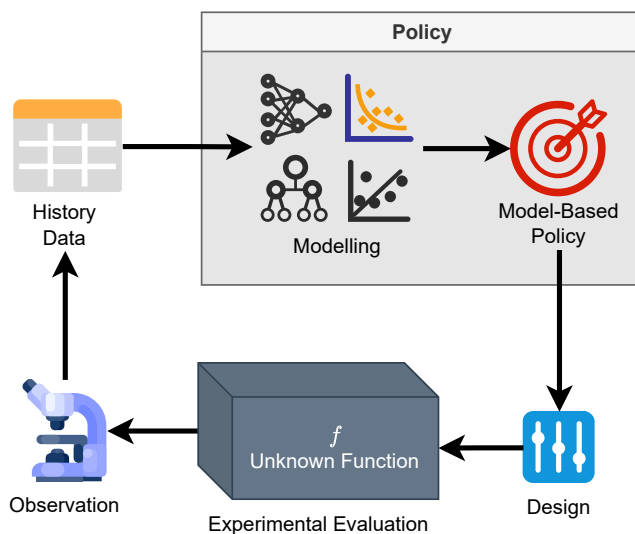 Policy
History
Data
Modelling
Model-Based
Policy
f
Unknown Function
Observation
Experimental Evaluation
Design